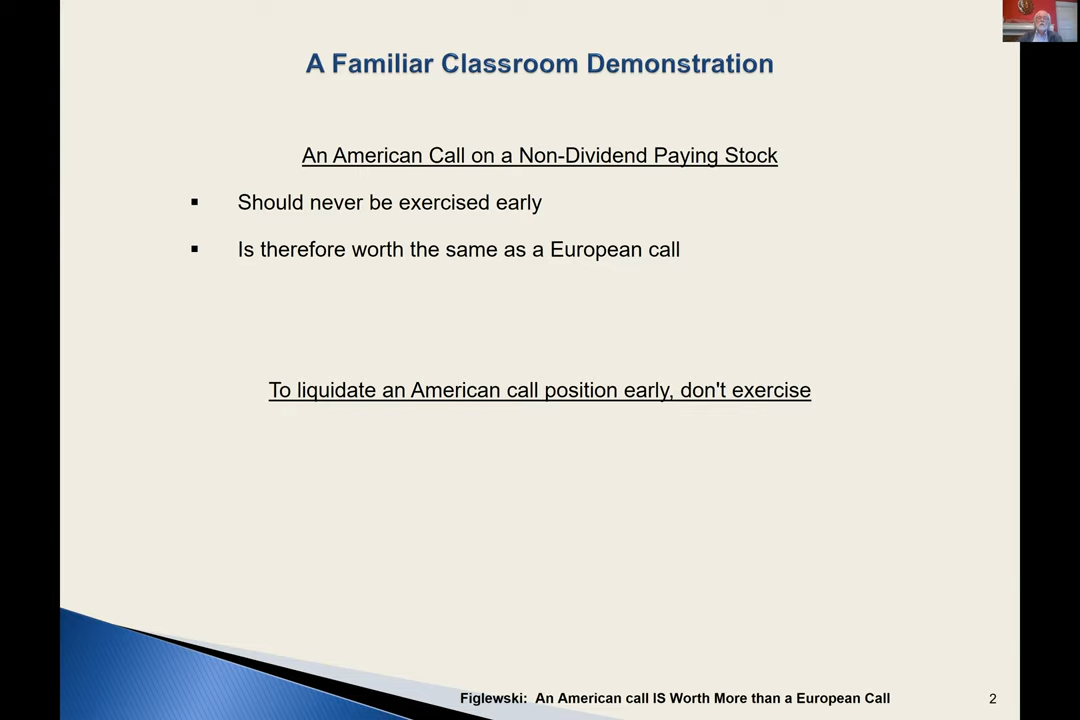 A Familiar Classroom Demonstration
An American Call on a Non-Dividend Paying Stock
▪ Should never be exercised early
▪ Is therefore worth the same as a European call
To liquidate an American call position early, don't exercise
Figlewski: An American call IS Worth More than a European Call 2